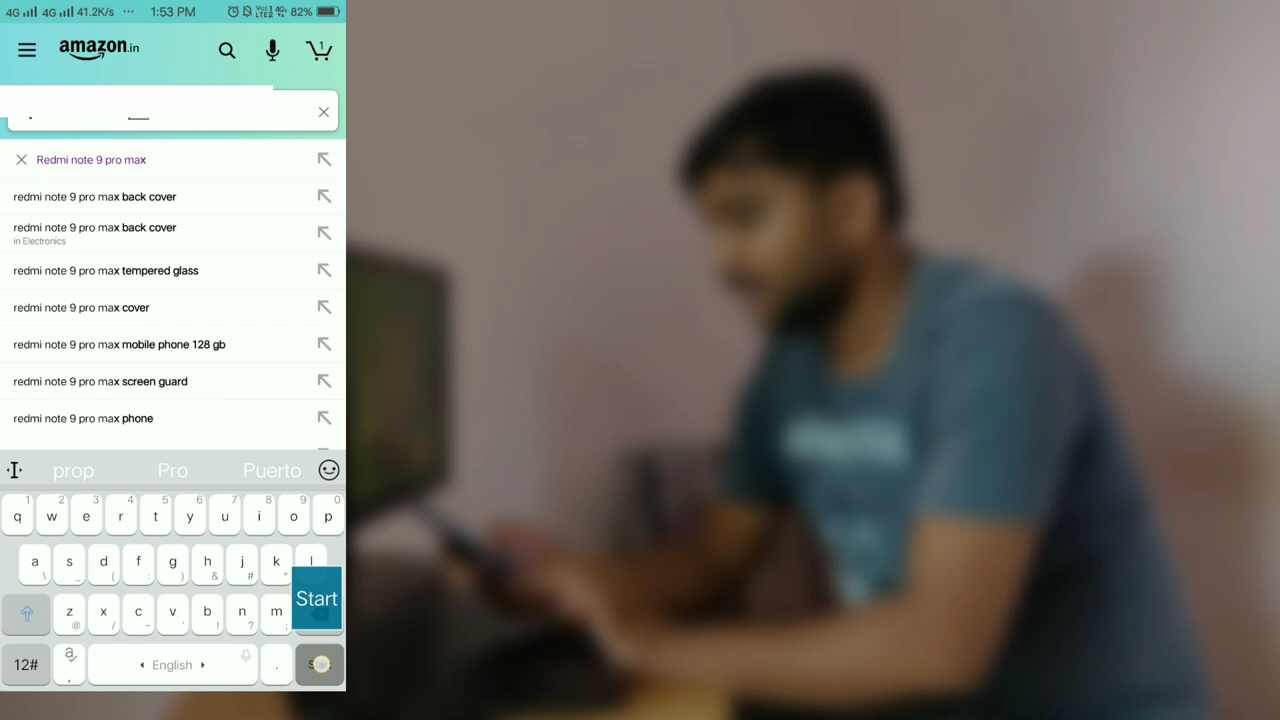 4G 4G 41.2K/s ... 1:53 PM VoLTE2 4G 82%
amazon.in 1
Redmi note 9 pro max
redmi note 9 pro max back cover
redmi note 9 pro max back cover
in Electronics
redmi note 9 pro max tempered glass
redmi note 9 pro max cover
redmi note 9 pro max mobile phone 128 gb
redmi note 9 pro max screen guard
redmi note 9 pro max phone
prop Pro Puerto
1 2 3 4 5 6 7 8 9 0
q w e r t y u i o p
a s d f g h j k l
\ _ ( : ) & # *
Start
z x c v b n m
@ / - ' ! ? ;
12# , English .